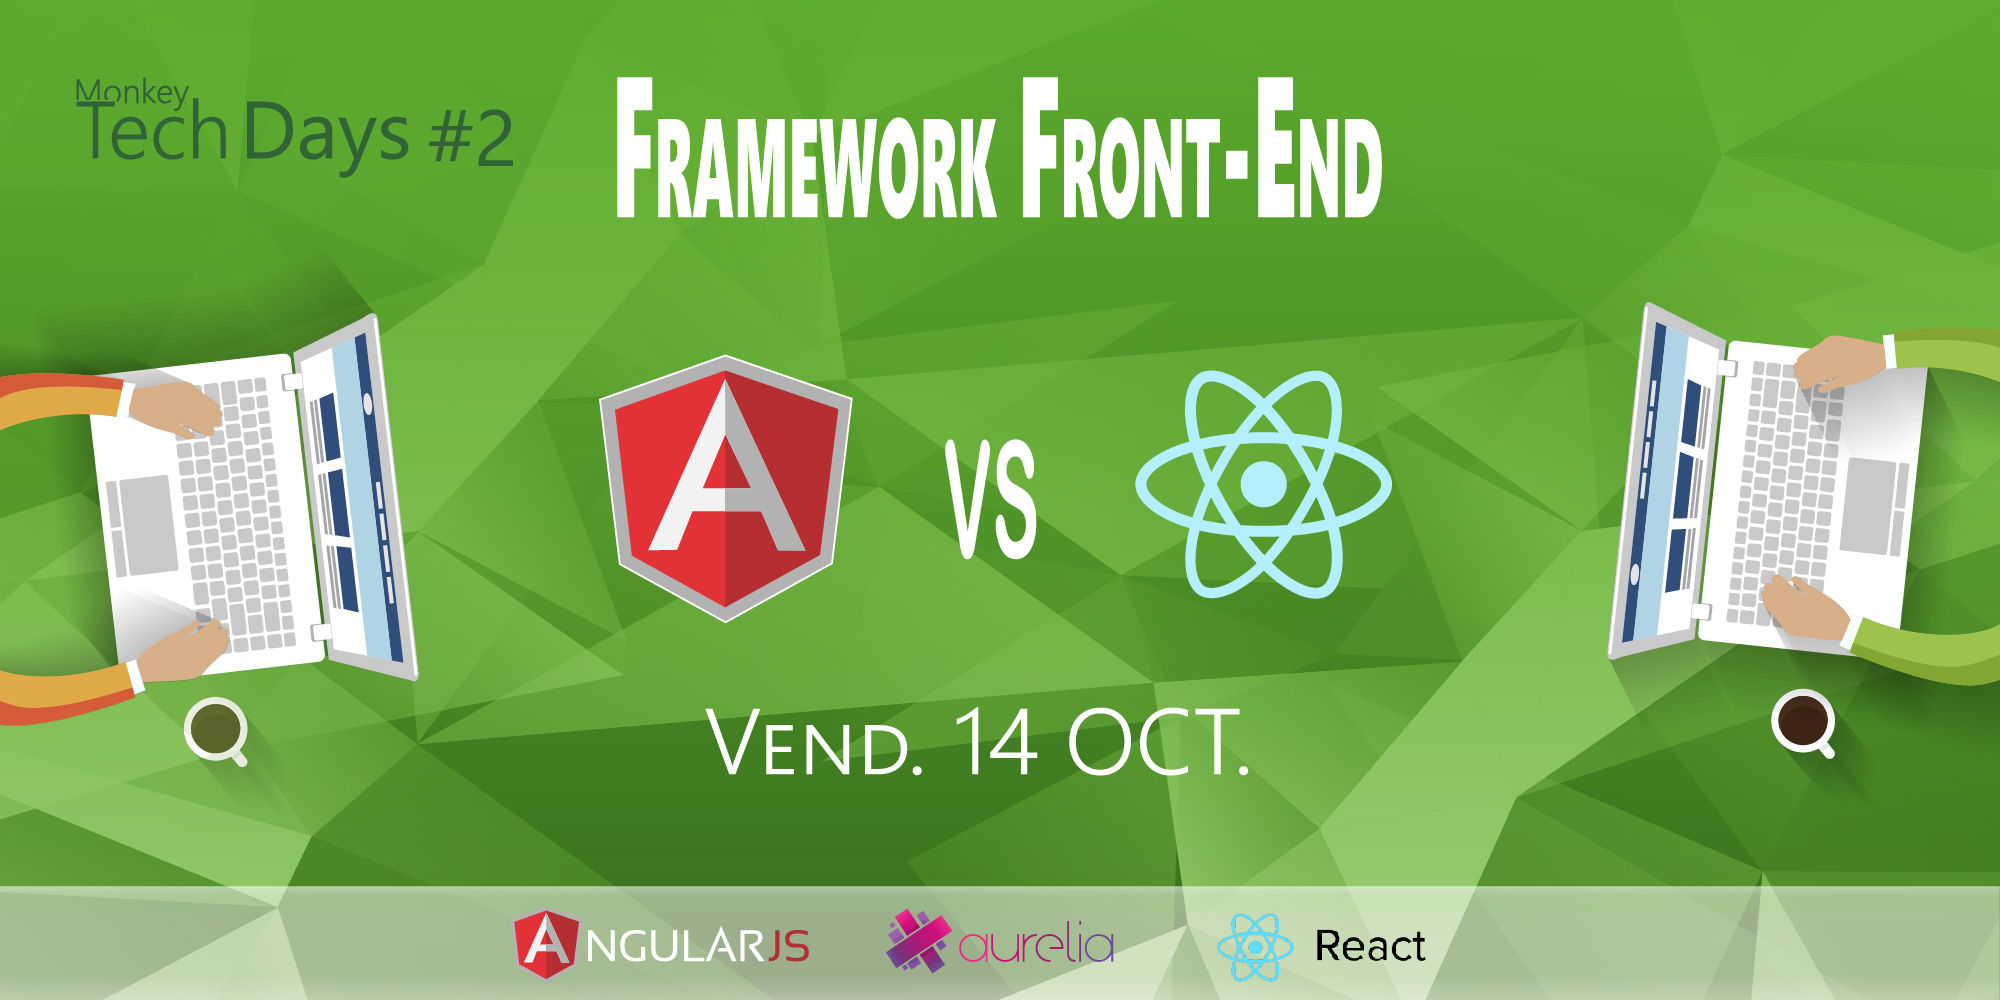 Monkey
Tech Days #2
FRAMEWORK FRONT-END
A VS
VEND. 14 OCT.
ANGULARJS
aurelia
React